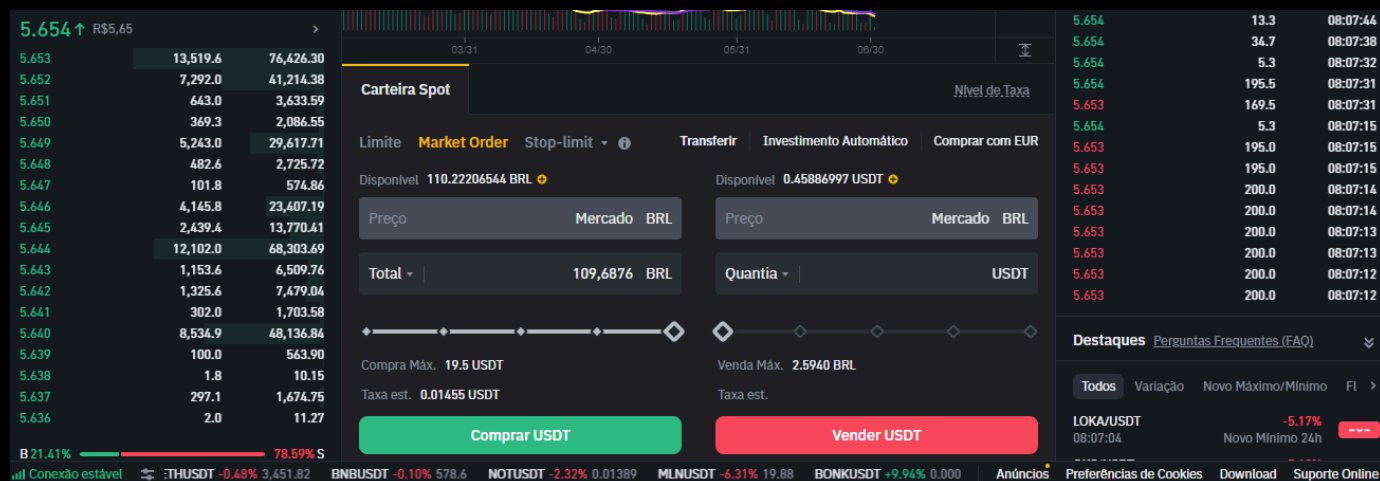 5.654↑ R$5,65 >
5.653 13,519.6 76,426.30
5.652 7,292.0 41,214.38
5.651 643.0 3,633.59
5.650 369.3 2,086.55
5.649 5,243.0 29,617.71
5.648 482.6 2,725.72
5.647 101.8 574.86
5.646 4,145.8 23,407.19
5.645 2,439.4 13,770.41
5.644 12,102.0 68,303.69
5.643 1,153.6 6,509.76
5.642 1,325.6 7,479.04
5.641 302.0 1,703.58
5.640 8,534.9 48,136.84
5.639 100.0 563.90
5.638 1.8 10.15
5.637 297.1 1,674.75
5.636 2.0 11.27
B 21.41% 78.59% S
03/31 04/30 05/31 06/30
Carteira Spot Nível de Taxa
Limite Market Order Stop-limit Transferir Investimento Automático Comprar com EUR
Disponível 110.22206544 BRL
Preço Mercado BRL
Total 109,6876 BRL
Compra Máx. 19.5 USDT
Taxa est. 0.01455 USDT
Comprar USDT
Disponível 0.45886997 USDT
Preço Mercado BRL
Quantia USDT
Venda Máx. 2.5940 BRL
Taxa est.
Vender USDT
5.654 13.3 08:07:44
5.654 34.7 08:07:38
5.654 5.3 08:07:32
5.654 195.5 08:07:31
5.653 169.5 08:07:31
5.654 5.3 08:07:15
5.653 195.0 08:07:15
5.653 195.0 08:07:15
5.653 200.0 08:07:14
5.653 200.0 08:07:14
5.653 200.0 08:07:13
5.653 200.0 08:07:13
5.653 200.0 08:07:12
5.653 200.0 08:07:12
Destaques Perguntas Frequentes (FAQ)
Todos Variação Novo Máximo/Mínimo Fl >
LOKA/USDT -5.17%
08:07:04 Novo Mínimo 24h
Conexão estável THUSDT -0.48% 3,451.82 BNBUSDT -0.10% 578.6 NOTUSDT -2.32% 0.01389 MLNUSDT -6.31% 19.88 BONKUSDT +9.94% 0.000 Anúncios Preferências de Cookies Download Suporte Online